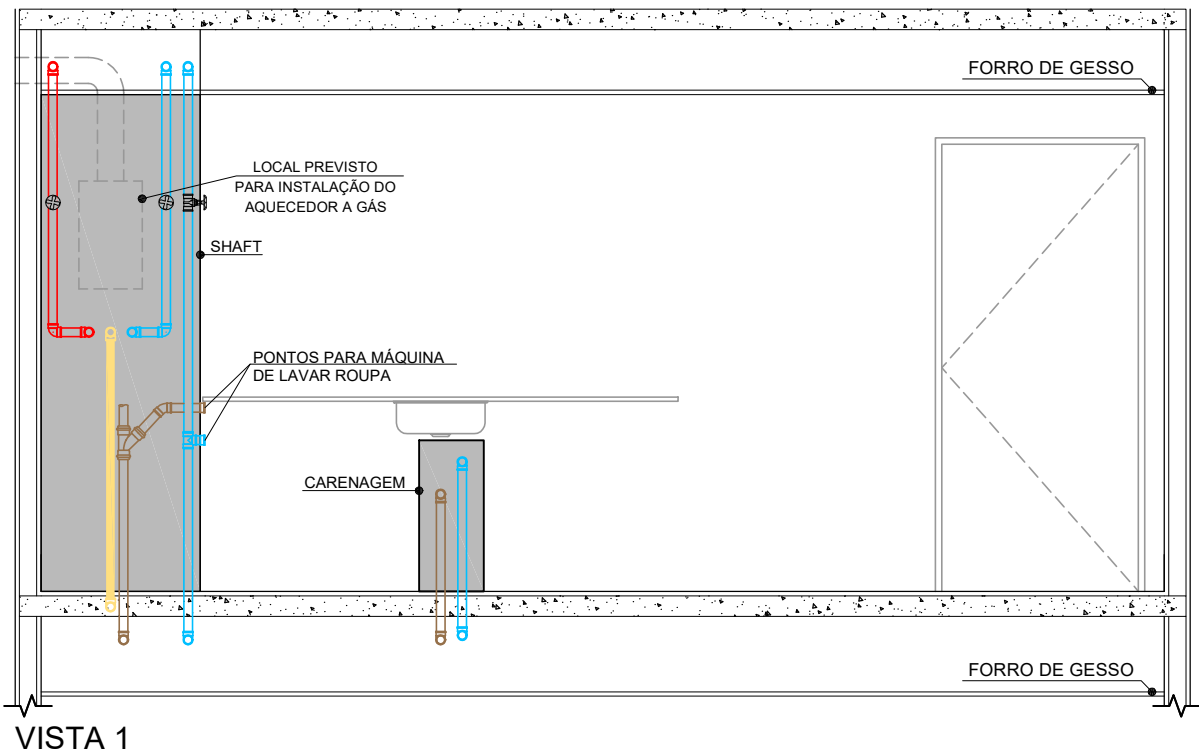 FORRO DE GESSO
LOCAL PREVISTO
PARA INSTALAÇÃO DO
AQUECEDOR A GÁS
SHAFT
PONTOS PARA MÁQUINA
DE LAVAR ROUPA
CARENAGEM
FORRO DE GESSO
VISTA 1